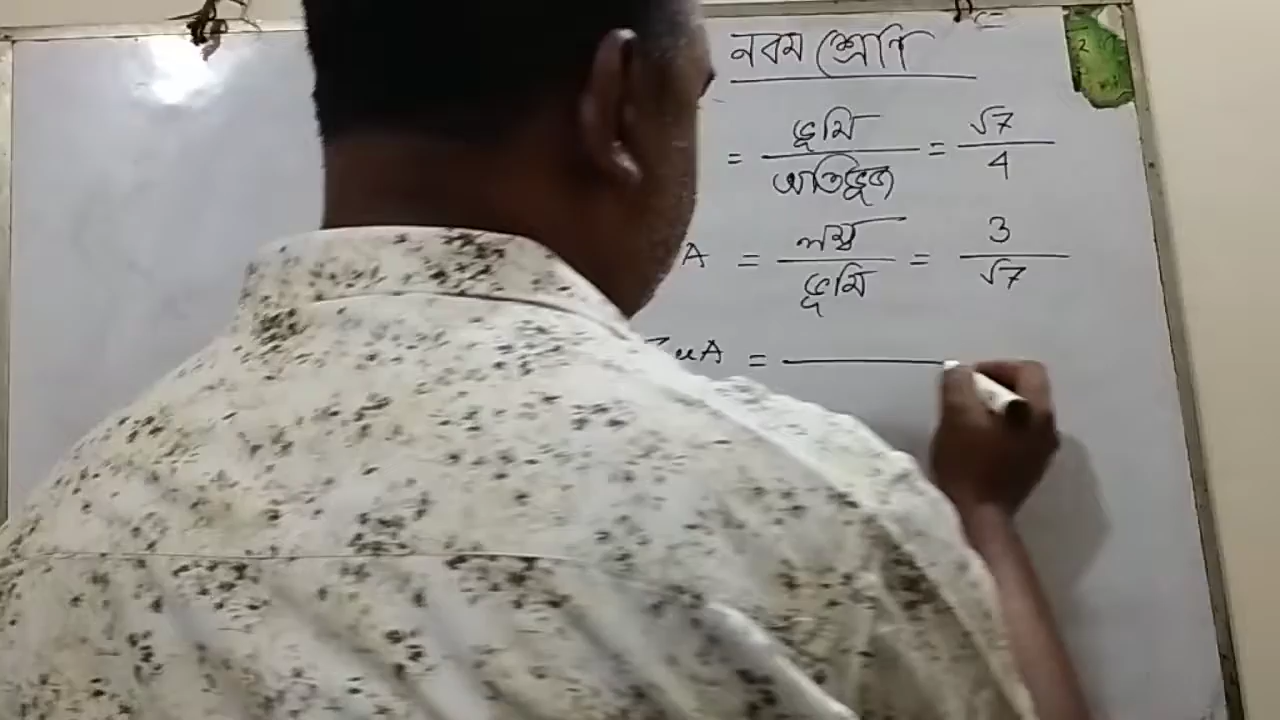 নবম শ্রেণি
= ভূমি / অতিভুজ = √7 / 4
A = লম্ব / ভূমি = 3 / √7
A =